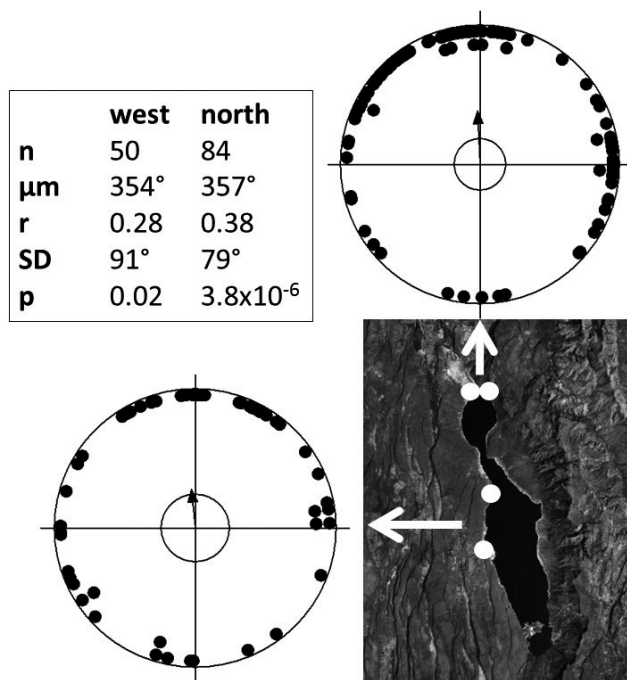 west north
n 50 84
µm 354° 357°
r 0.28 0.38
SD 91° 79°
p 0.02 3.8x10⁻⁶